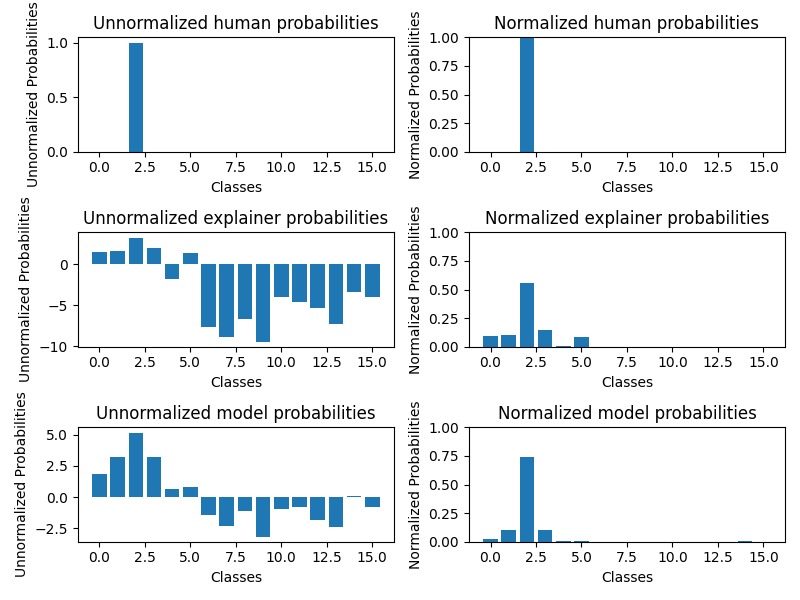 Unnormalized human probabilities
Unnormalized Probabilities
1.0
0.5
0.0
0.0 2.5 5.0 7.5 10.0 12.5 15.0
Classes
Normalized human probabilities
Normalized Probabilities
1.00
0.75
0.50
0.25
0.00
0.0 2.5 5.0 7.5 10.0 12.5 15.0
Classes
Unnormalized explainer probabilities
Unnormalized Probabilities
0
−5
−10
0.0 2.5 5.0 7.5 10.0 12.5 15.0
Classes
Normalized explainer probabilities
Normalized Probabilities
1.00
0.75
0.50
0.25
0.00
0.0 2.5 5.0 7.5 10.0 12.5 15.0
Classes
Unnormalized model probabilities
Unnormalized Probabilities
5.0
2.5
0.0
−2.5
0.0 2.5 5.0 7.5 10.0 12.5 15.0
Classes
Normalized model probabilities
Normalized Probabilities
1.00
0.75
0.50
0.25
0.00
0.0 2.5 5.0 7.5 10.0 12.5 15.0
Classes